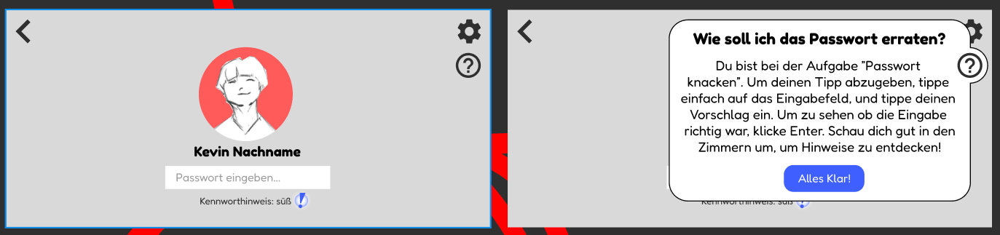 Kevin Nachname
Passwort eingeben...
Kennworthinweis: süß
Wie soll ich das Passwort erraten?
Du bist bei der Aufgabe ”Passwort
knacken”. Um deinen Tipp abzugeben, tippe
einfach auf das Eingabefeld, und tippe deinen
Vorschlag ein. Um zu sehen ob die Eingabe
richtig war, klicke Enter. Schau dich gut in den
Zimmern um, um Hinweise zu entdecken!
Alles Klar!
Kennworthinweis: süß